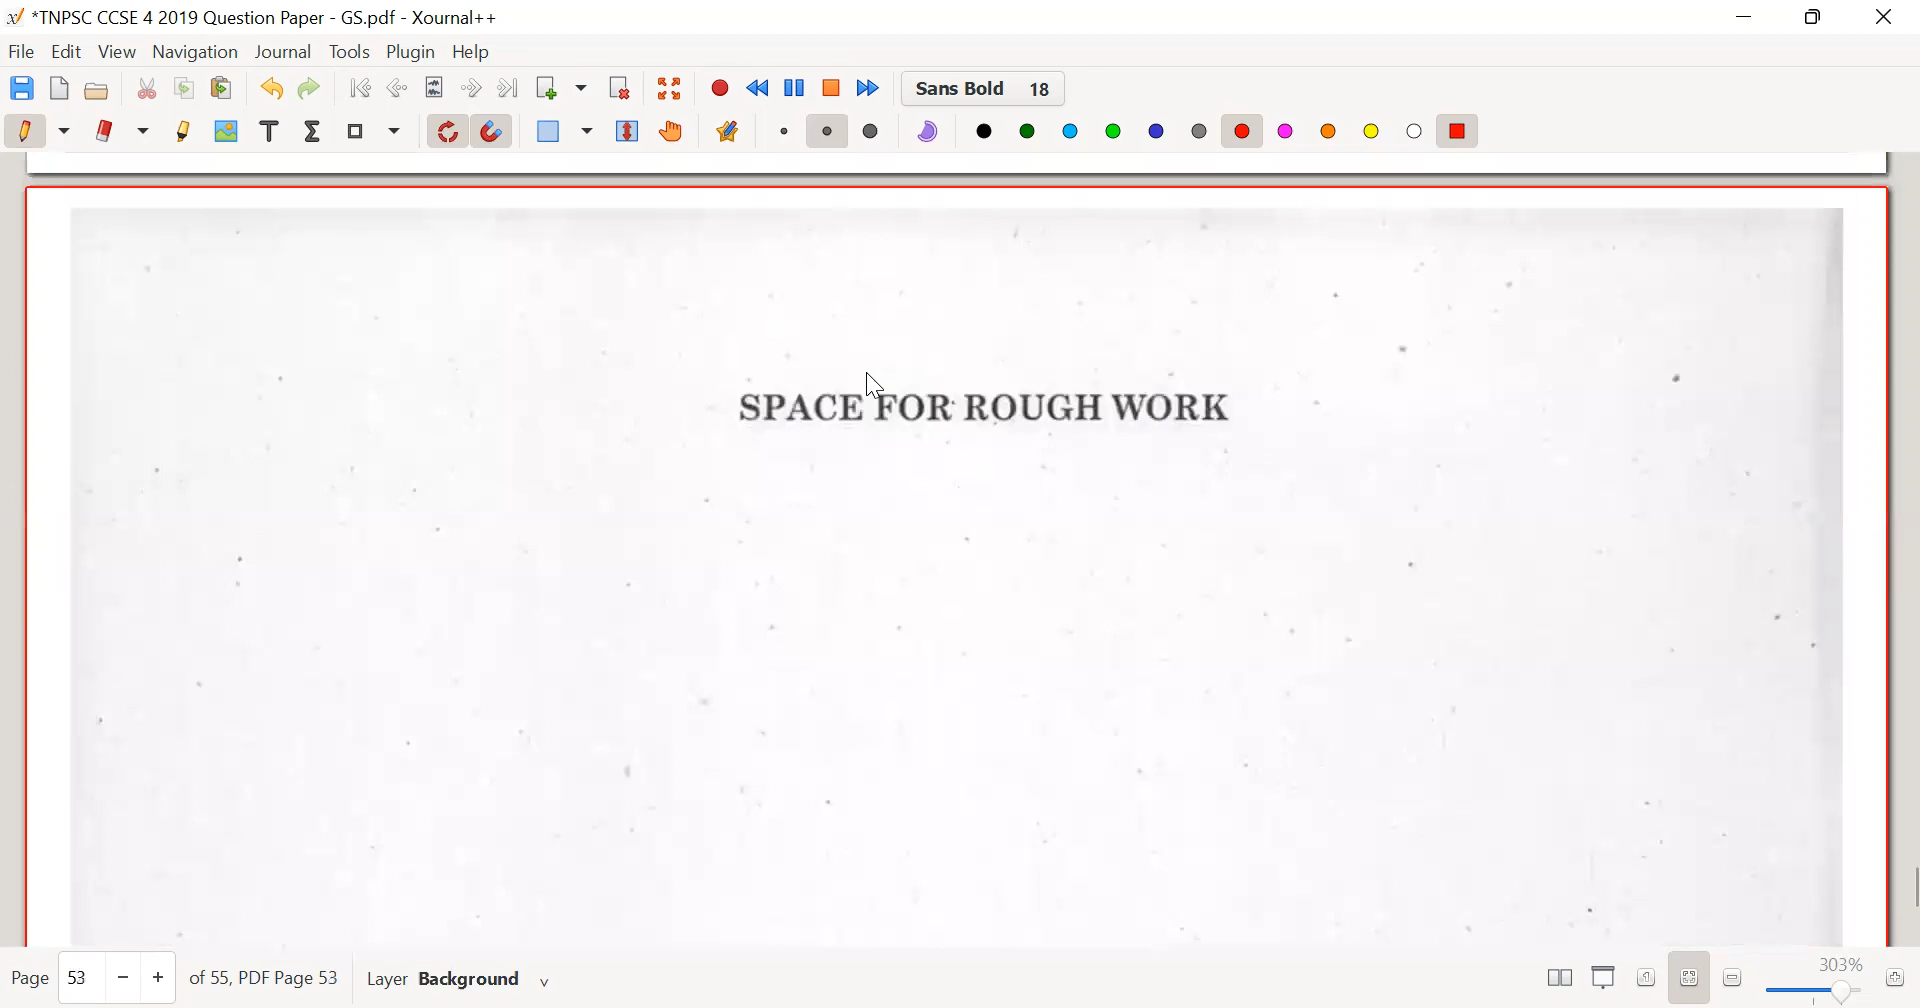 *TNPSC CCSE 4 2019 Question Paper - GS.pdf - Xournal++
File Edit View Navigation Journal Tools Plugin Help
Sans Bold 18
SPACE FOR ROUGH WORK
Page 53 − + of 55, PDF Page 53 Layer Background v 303%